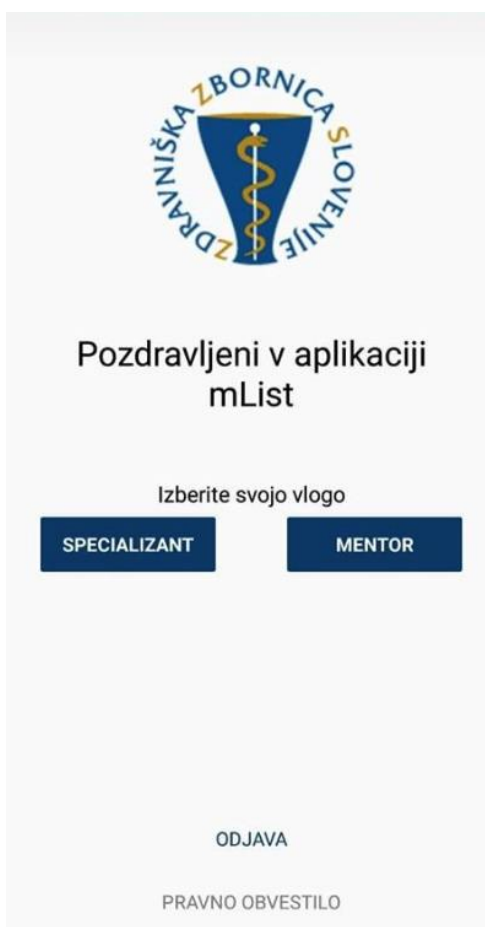 ZDRAVNIŠKA ZBORNICA SLOVENIJE
Pozdravljeni v aplikaciji
mList
Izberite svojo vlogo
SPECIALIZANT
MENTOR
ODJAVA
PRAVNO OBVESTILO